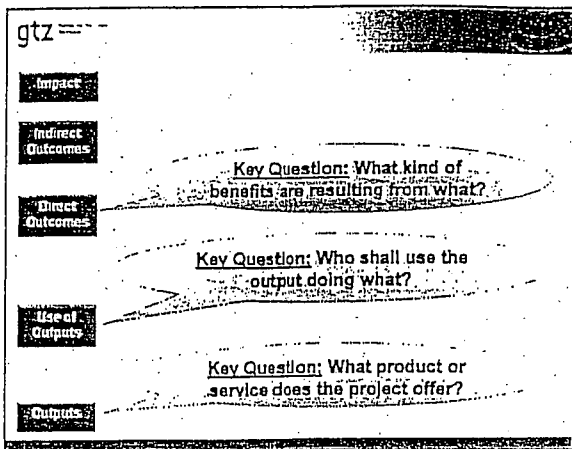 gtz
Impact
Indirect
Outcomes
Key Question: What kind of
benefits are resulting from what?
Direct
Outcomes
Key Question: Who shall use the
output doing what?
Use of
Outputs
Key Question: What product or
service does the project offer?
Outputs